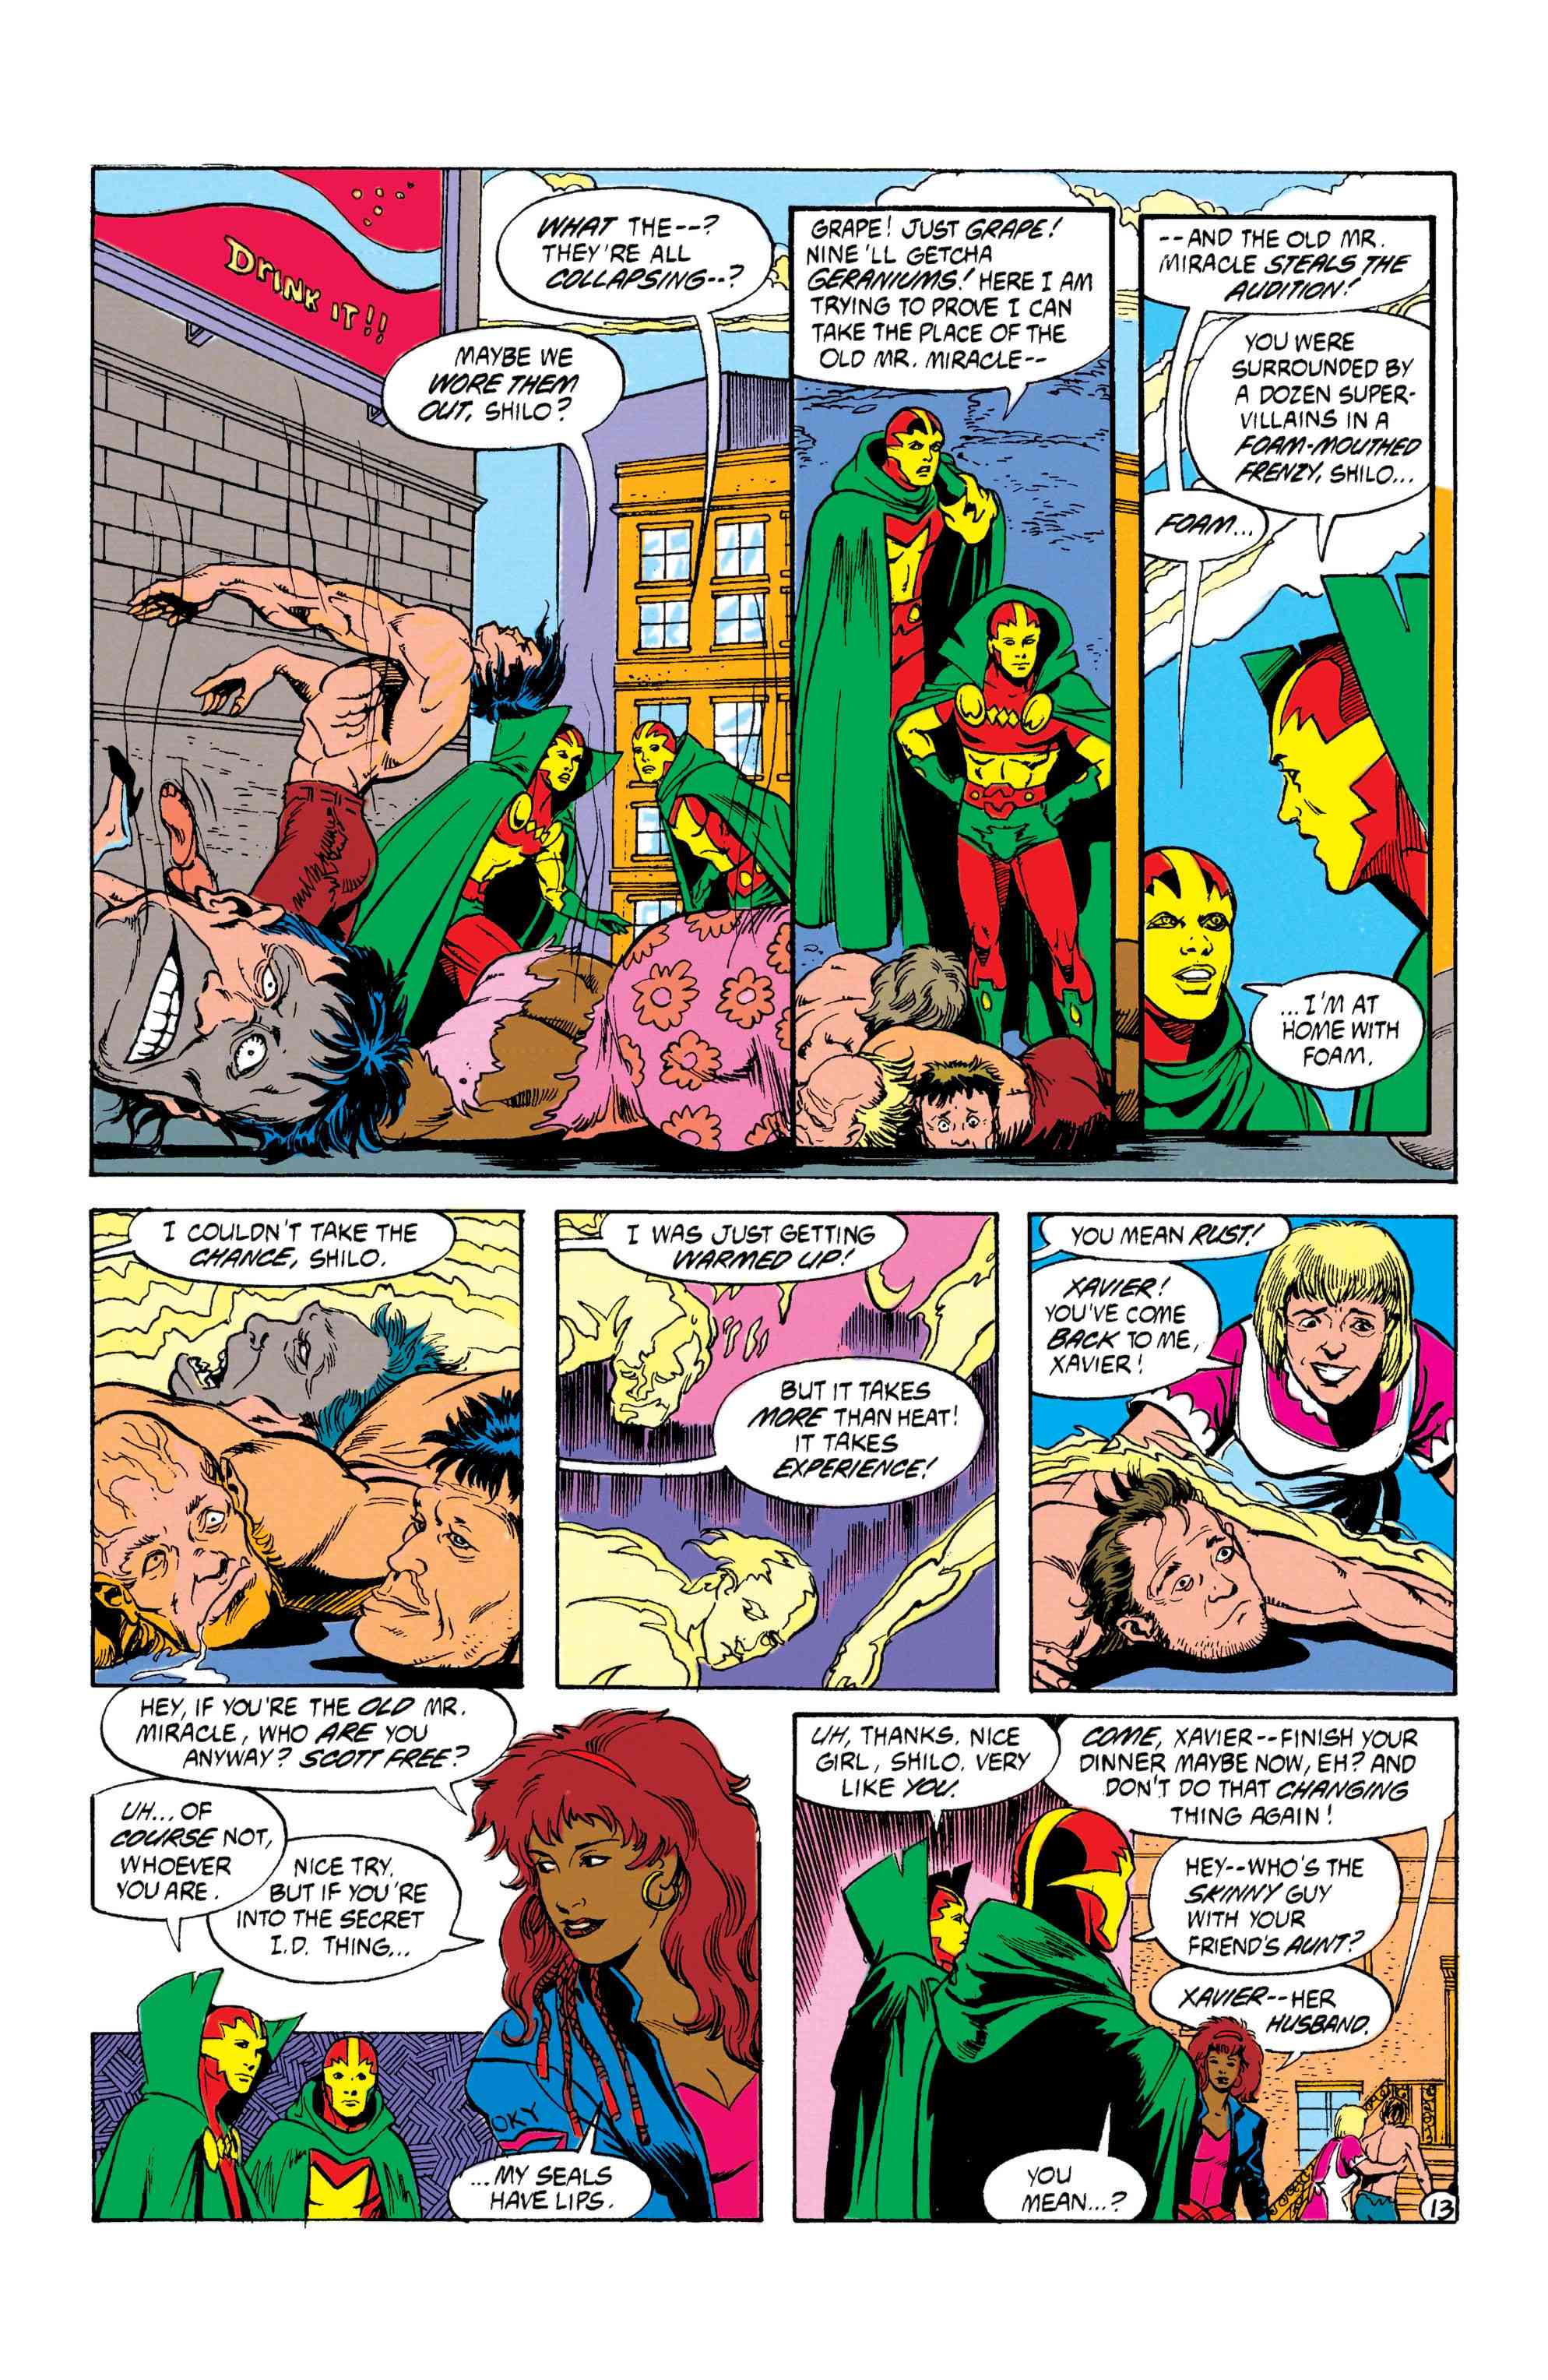 DRINK IT!!
WHAT THE--?
THEY'RE ALL
COLLAPSING--?
MAYBE WE
WORE THEM
OUT, SHILO?
GRAPE! JUST GRAPE!
NINE'LL GETCHA
GERANIUMS! HERE I AM
TRYING TO PROVE I CAN
TAKE THE PLACE OF THE
OLD MR. MIRACLE--
--AND THE OLD MR.
MIRACLE STEALS THE
AUDITION!
YOU WERE
SURROUNDED BY
A DOZEN SUPER-
VILLAINS IN A
FOAM-MOUTHED
FRENZY, SHILO...
FOAM...
...I'M AT
HOME WITH
FOAM.
I COULDN'T TAKE THE
CHANCE, SHILO.
I WAS JUST GETTING
WARMED UP!
BUT IT TAKES
MORE THAN HEAT!
IT TAKES
EXPERIENCE!
YOU MEAN RUST!
XAVIER!
YOU'VE COME
BACK TO ME,
XAVIER!
HEY, IF YOU'RE THE OLD MR.
MIRACLE, WHO ARE YOU
ANYWAY? SCOTT FREE?
UH... OF
COURSE NOT,
WHOEVER
YOU ARE.
NICE TRY.
BUT IF YOU'RE
INTO THE SECRET
I.D. THING...
OKY
...MY SEALS
HAVE LIPS.
UH, THANKS. NICE
GIRL, SHILO. VERY
LIKE YOU.
COME, XAVIER--FINISH YOUR
DINNER MAYBE NOW, EH? AND
DON'T DO THAT CHANGING
THING AGAIN!
HEY--WHO'S THE
SKINNY GUY
WITH YOUR
FRIEND'S AUNT?
XAVIER--HER
HUSBAND.
YOU
MEAN...?
13